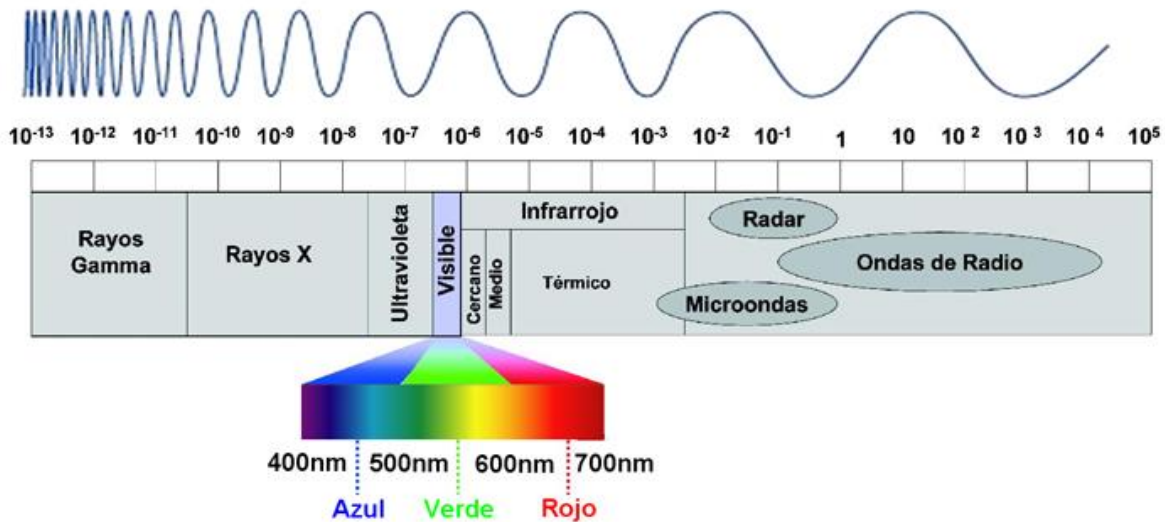 10-13 10-12 10-11 10-10 10-9 10-8 10-7 10-6 10-5 10-4 10-3 10-2 10-1 1 10 10 2 10 3 10 4 10 5
Rayos
Gamma
Rayos X
Ultravioleta
Visible
Infrarrojo
Cercano
Medio
Térmico
Radar
Ondas de Radio
Microondas
400nm 500nm 600nm 700nm
Azul Verde Rojo